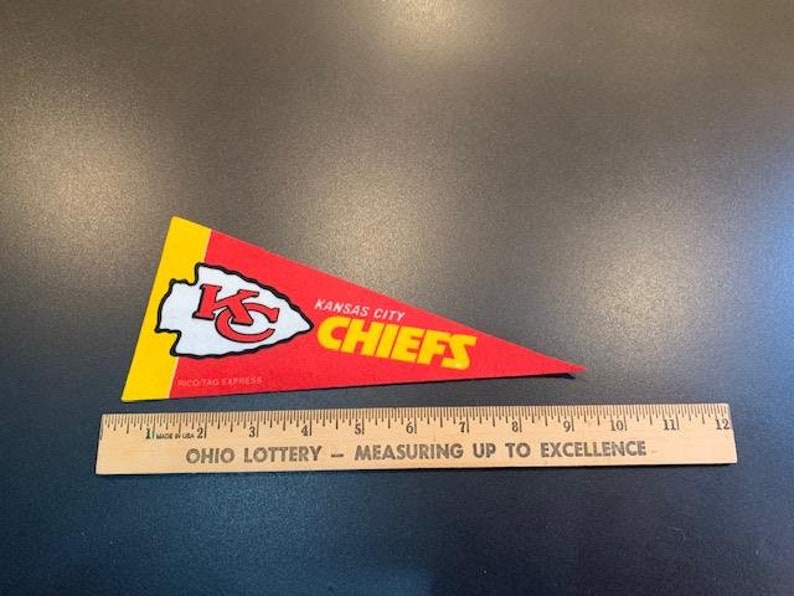 KC
KANSAS CITY
CHIEFS
RICO/TAG EXPRESS
1 MADE IN USA 2 3 4 5 6 7 8 9 10 11 12
OHIO LOTTERY – MEASURING UP TO EXCELLENCE